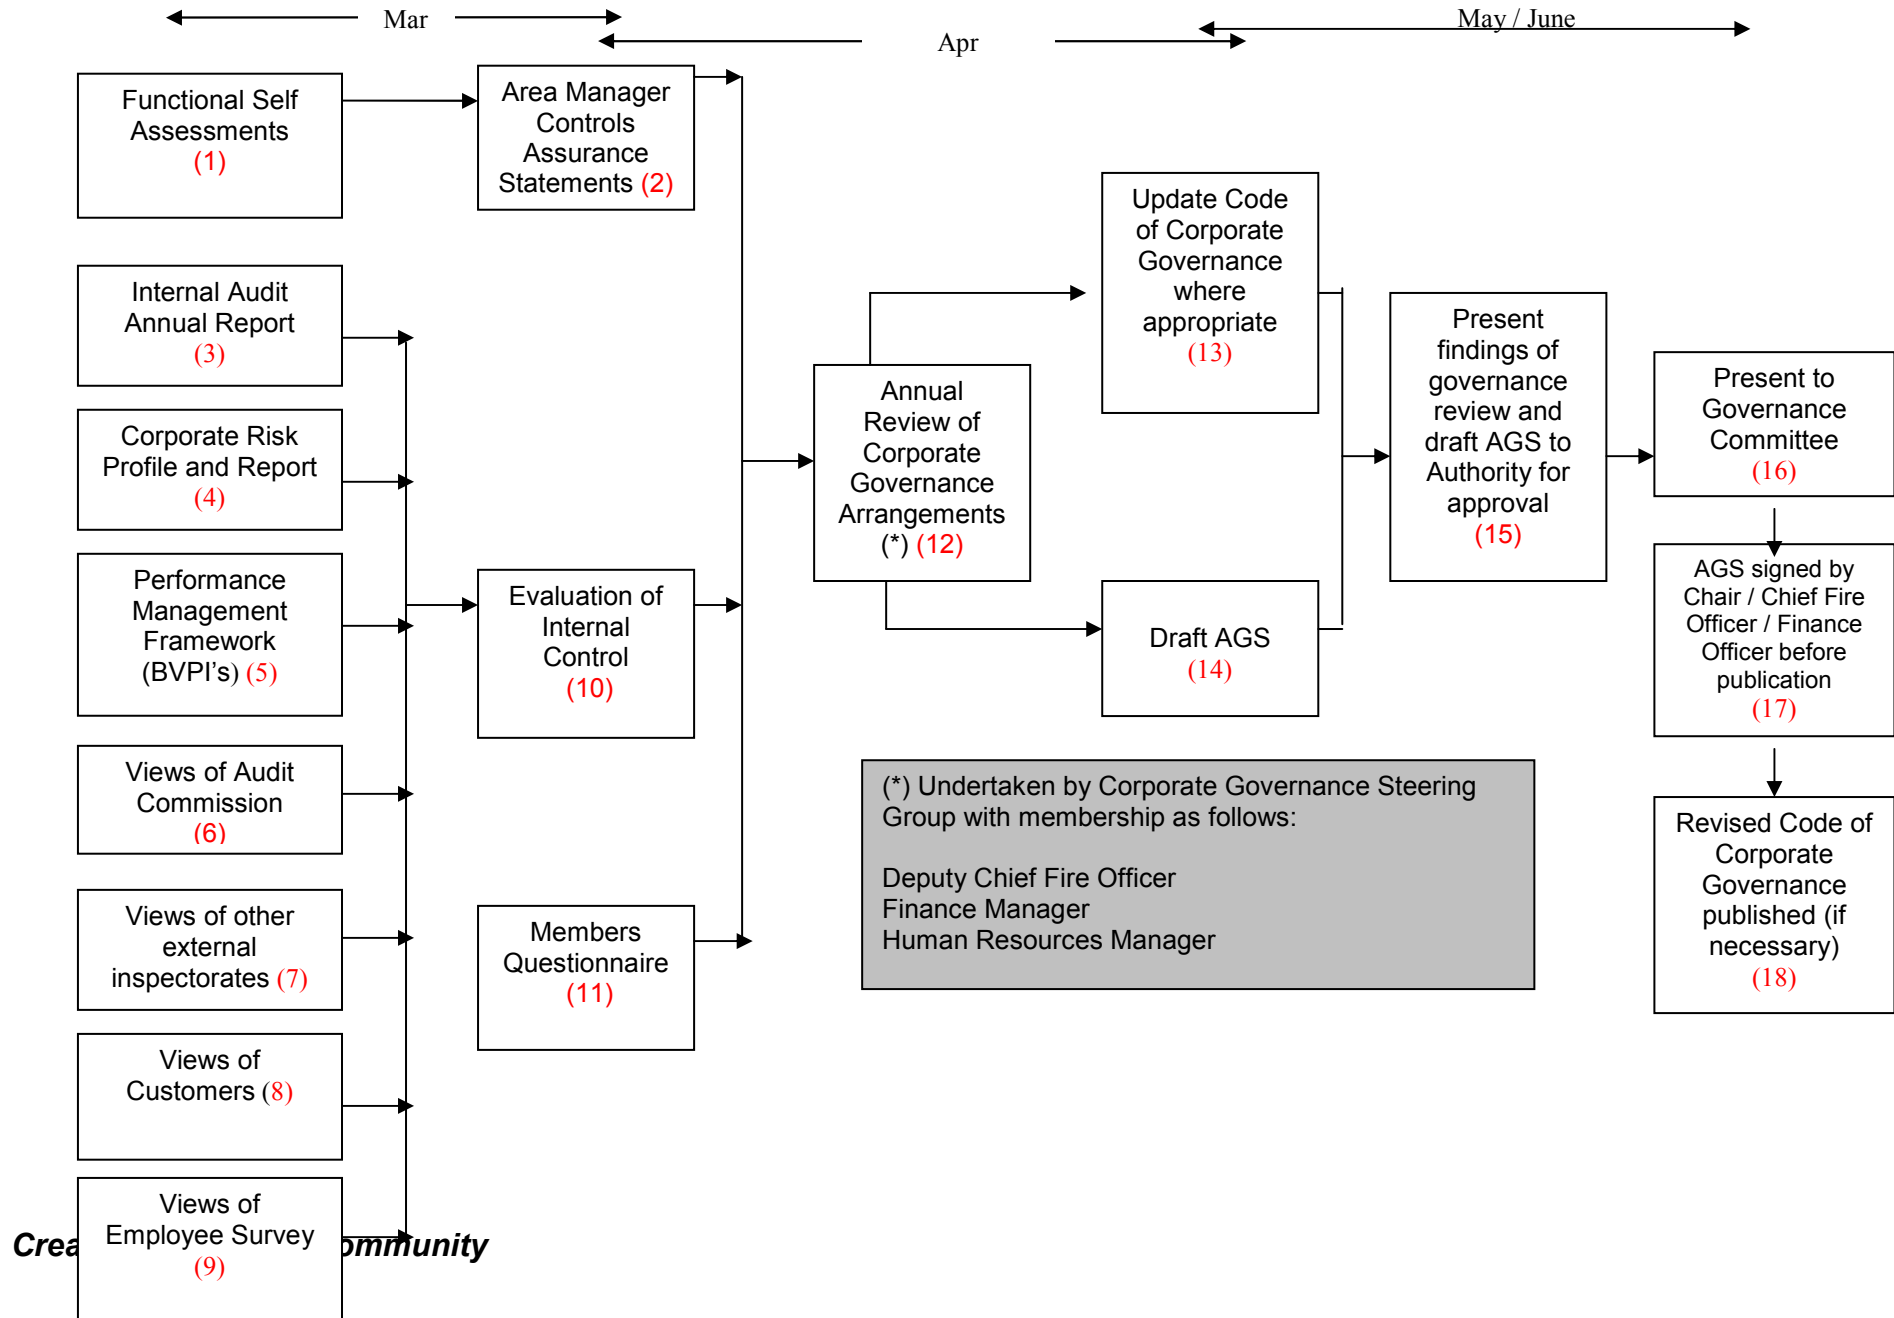 Mar
Apr
May / June
Functional Self
Assessments
(1)
Area Manager
Controls
Assurance
Statements (2)
Internal Audit
Annual Report
(3)
Corporate Risk
Profile and Report
(4)
Performance
Management
Framework
(BVPI's) (5)
Views of Audit
Commission
(6)
Views of other
external
inspectorates (7)
Views of
Customers (8)
Views of
Employee Survey
(9)
Evaluation of
Internal
Control
(10)
Members
Questionnaire
(11)
Annual
Review of
Corporate
Governance
Arrangements
(*) (12)
Update Code
of Corporate
Governance
where
appropriate
(13)
Draft AGS
(14)
Present
findings of
governance
review and
draft AGS to
Authority for
approval
(15)
Present to
Governance
Committee
(16)
AGS signed by
Chair / Chief Fire
Officer / Finance
Officer before
publication
(17)
Revised Code of
Corporate
Governance
published (if
necessary)
(18)
(*) Undertaken by Corporate Governance Steering
Group with membership as follows:
Deputy Chief Fire Officer
Finance Manager
Human Resources Manager